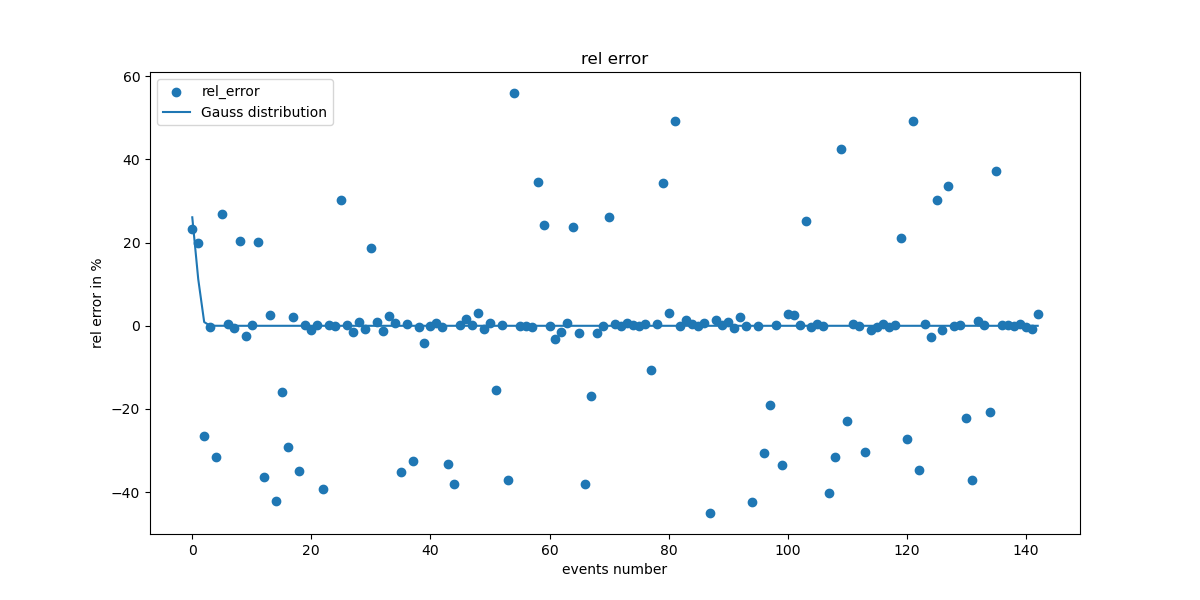 rel error
rel_error
Gauss distribution
60
40
20
0
−20
−40
rel error in %
0
20
40
60
80
100
120
140
events number